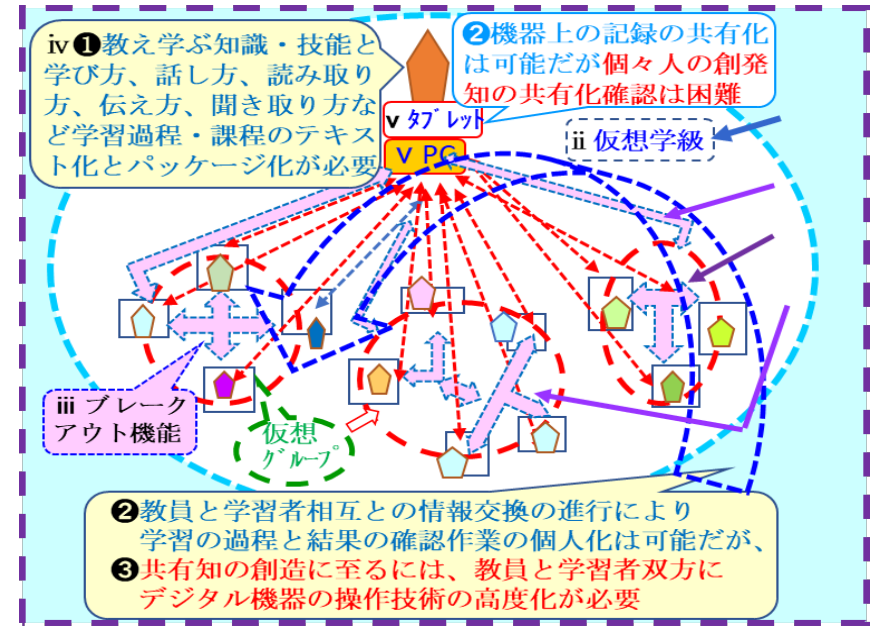 ⅳ❶教え学ぶ知識・技能と
学び方、話し方、読み取り
方、伝え方、聞き取り方な
ど学習過程・課程のテキス
ト化とパッケージ化が必要
❷機器上の記録の共有化
は可能だが個々人の創発
知の共有化確認は困難
ⅴ タブレット
ⅴ PC
ⅱ 仮想学級
ⅲ ブレーク
アウト機能
仮想
グループ
❷教員と学習者相互との情報交換の進行により
学習の過程と結果の確認作業の個人化は可能だが、
❸共有知の創造に至るには、教員と学習者双方に
デジタル機器の操作技術の高度化が必要